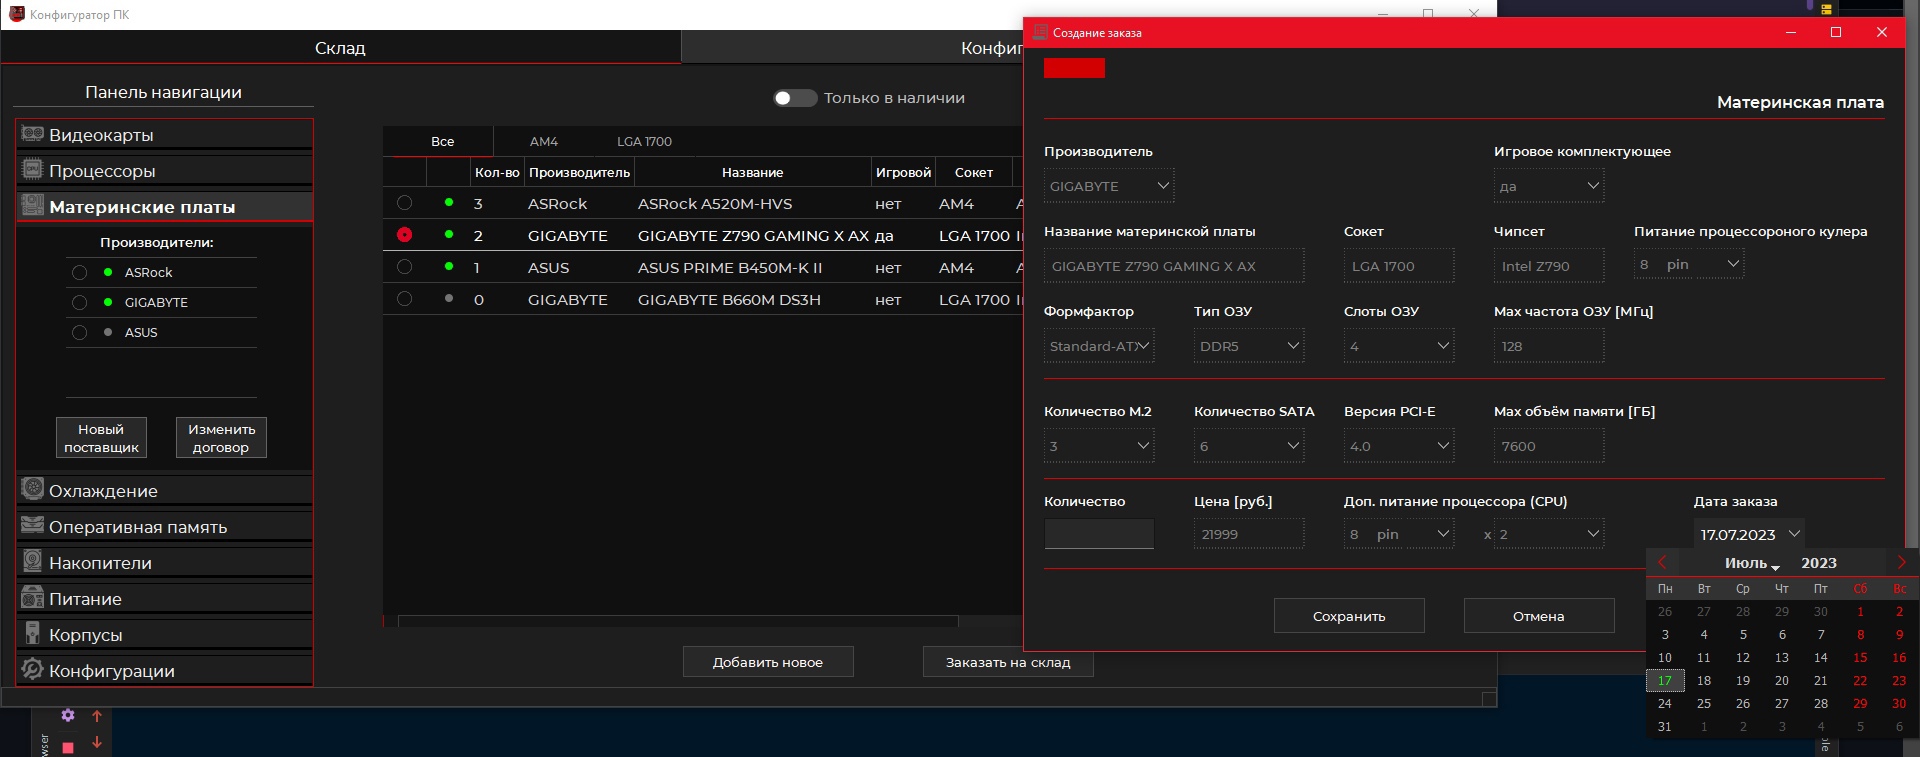 Конфигуратор ПК
Склад
Конфиг
Панель навигации
Видеокарты
Процессоры
Материнские платы
Производители:
ASRock
GIGABYTE
ASUS
Новый поставщик
Изменить договор
Охлаждение
Оперативная память
Накопители
Питание
Корпусы
Конфигурации
Только в наличии
Все AM4 LGA 1700
Кол-во Производитель Название Игровой Сокет
3 ASRock ASRock A520M-HVS нет AM4 A
2 GIGABYTE GIGABYTE Z790 GAMING X AX да LGA 1700 I
1 ASUS ASUS PRIME B450M-K II нет AM4 A
0 GIGABYTE GIGABYTE B660M DS3H нет LGA 1700 I
Добавить новое
Заказать на склад
Создание заказа
Материнская плата
Производитель Игровое комплектующее
GIGABYTE да
Название материнской платы Сокет Чипсет Питание процессороного кулера
GIGABYTE Z790 GAMING X AX LGA 1700 Intel Z790 8 pin
Формфактор Тип ОЗУ Слоты ОЗУ Max частота ОЗУ [МГц]
Standard-ATX DDR5 4 128
Количество M.2 Количество SATA Версия PCI-E Max объём памяти [ГБ]
3 6 4.0 7600
Количество Цена [руб.] Доп. питание процессора (CPU) Дата заказа
21999 8 pin x 2 17.07.2023
Сохранить
Отмена
Июль 2023
Пн Вт Ср Чт Пт Сб Вс
26 27 28 29 30 1 2
3 4 5 6 7 8 9
10 11 12 13 14 15 16
17 18 19 20 21 22 23
24 25 26 27 28 29 30
31 1 2 3 4 5 6
wser
ole